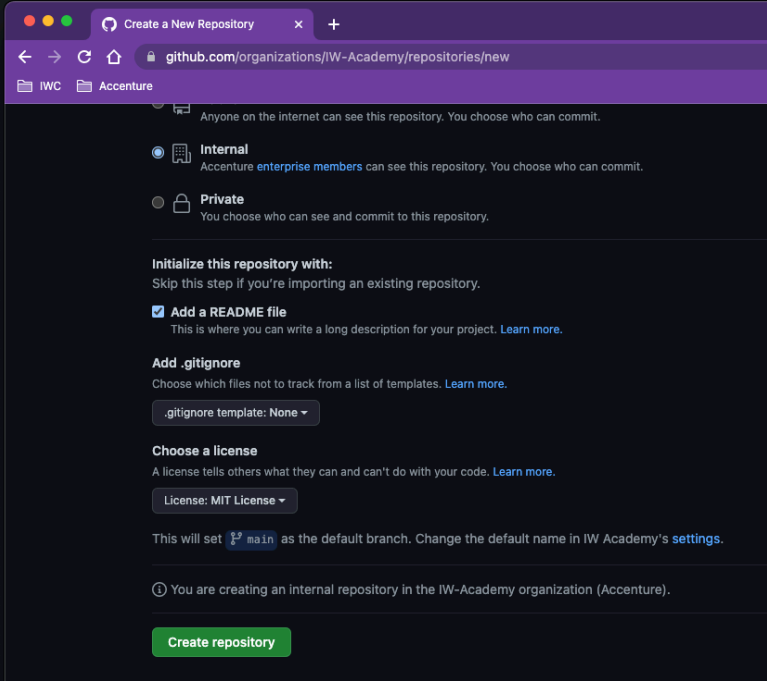 Create a New Repository
github.com/organizations/IW-Academy/repositories/new
IWC Accenture
Anyone on the internet can see this repository. You choose who can commit.
Internal
Accenture enterprise members can see this repository. You choose who can commit.
Private
You choose who can see and commit to this repository.
Initialize this repository with:
Skip this step if you're importing an existing repository.
Add a README file
This is where you can write a long description for your project. Learn more.
Add .gitignore
Choose which files not to track from a list of templates. Learn more.
.gitignore template: None
Choose a license
A license tells others what they can and can't do with your code. Learn more.
License: MIT License
This will set main as the default branch. Change the default name in IW Academy's settings.
You are creating an internal repository in the IW-Academy organization (Accenture).
Create repository